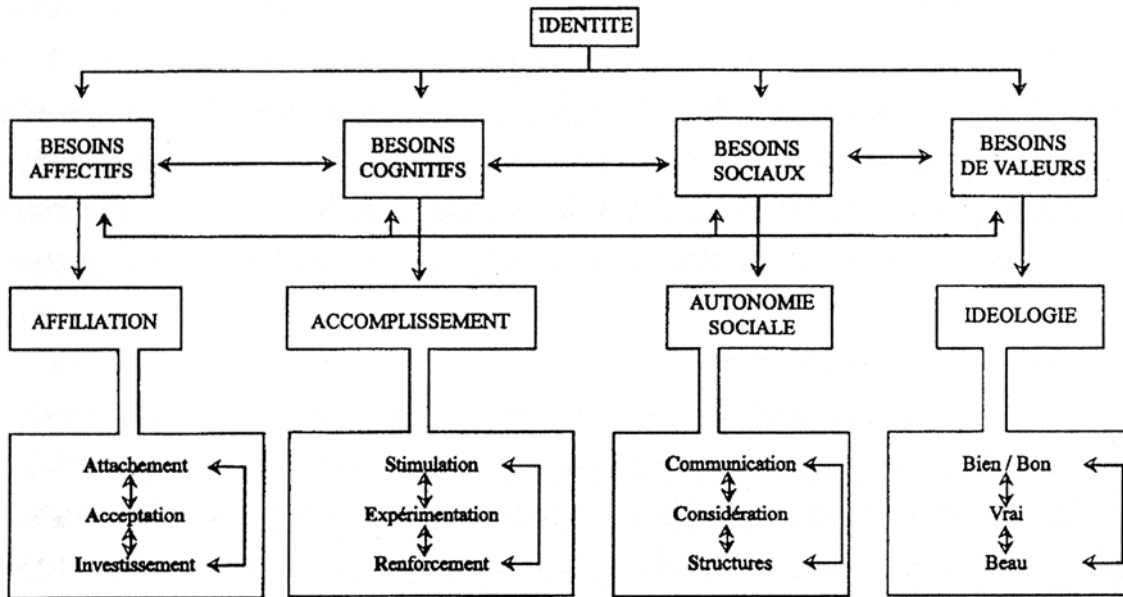 IDENTITE
BESOINS
AFFECTIFS
BESOINS
COGNITIFS
BESOINS
SOCIAUX
BESOINS
DE VALEURS
AFFILIATION
ACCOMPLISSEMENT
AUTONOMIE
SOCIALE
IDEOLOGIE
Attachement
Acceptation
Investissement
Stimulation
Expérimentation
Renforcement
Communication
Considération
Structures
Bien / Bon
Vrai
Beau